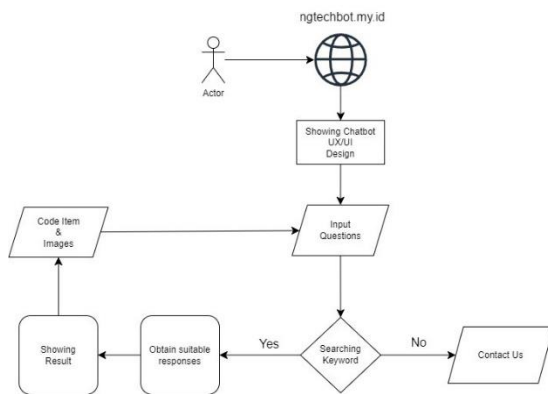 ngtechbot.my.id
Actor
Showing Chatbot
UX/UI
Design
Code Item
&
Images
Input
Questions
Showing
Result
Obtain suitable
responses
Yes
Searching
Keyword
No
Contact Us